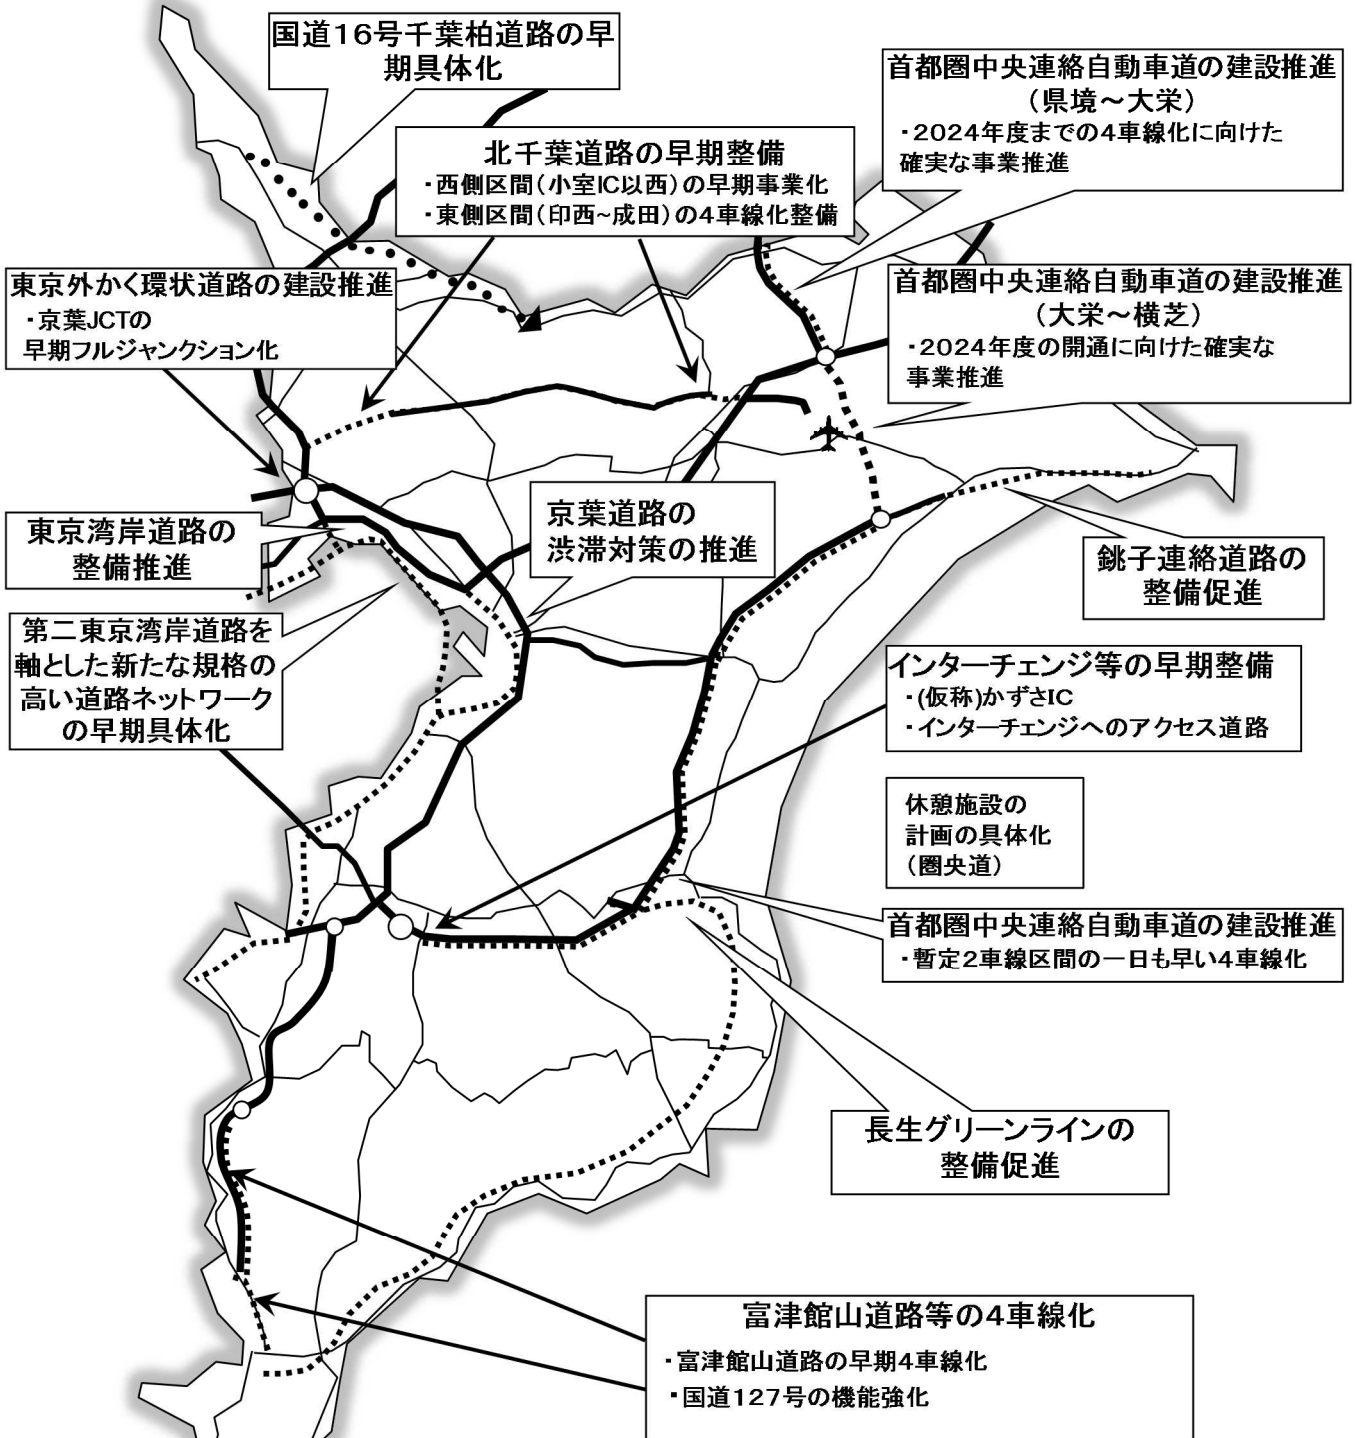 国道16号千葉柏道路の早
期具体化
首都圏中央連絡自動車道の建設推進
（県境～大栄）
・2024年度までの4車線化に向けた
確実な事業推進
北千葉道路の早期整備
・西側区間（小室IC以西）の早期事業化
・東側区間（印西~成田）の4車線化整備
東京外かく環状道路の建設推進
・京葉JCTの
早期フルジャンクション化
首都圏中央連絡自動車道の建設推進
（大栄～横芝）
・2024年度の開通に向けた確実な
事業推進
東京湾岸道路の
整備推進
京葉道路の
渋滞対策の推進
銚子連絡道路の
整備促進
第二東京湾岸道路を
軸とした新たな規格の
高い道路ネットワーク
の早期具体化
インターチェンジ等の早期整備
・(仮称)かずさIC
・インターチェンジへのアクセス道路
休憩施設の
計画の具体化
（圏央道）
首都圏中央連絡自動車道の建設推進
・暫定2車線区間の一日も早い4車線化
長生グリーンラインの
整備促進
富津館山道路等の4車線化
・富津館山道路の早期4車線化
・国道127号の機能強化